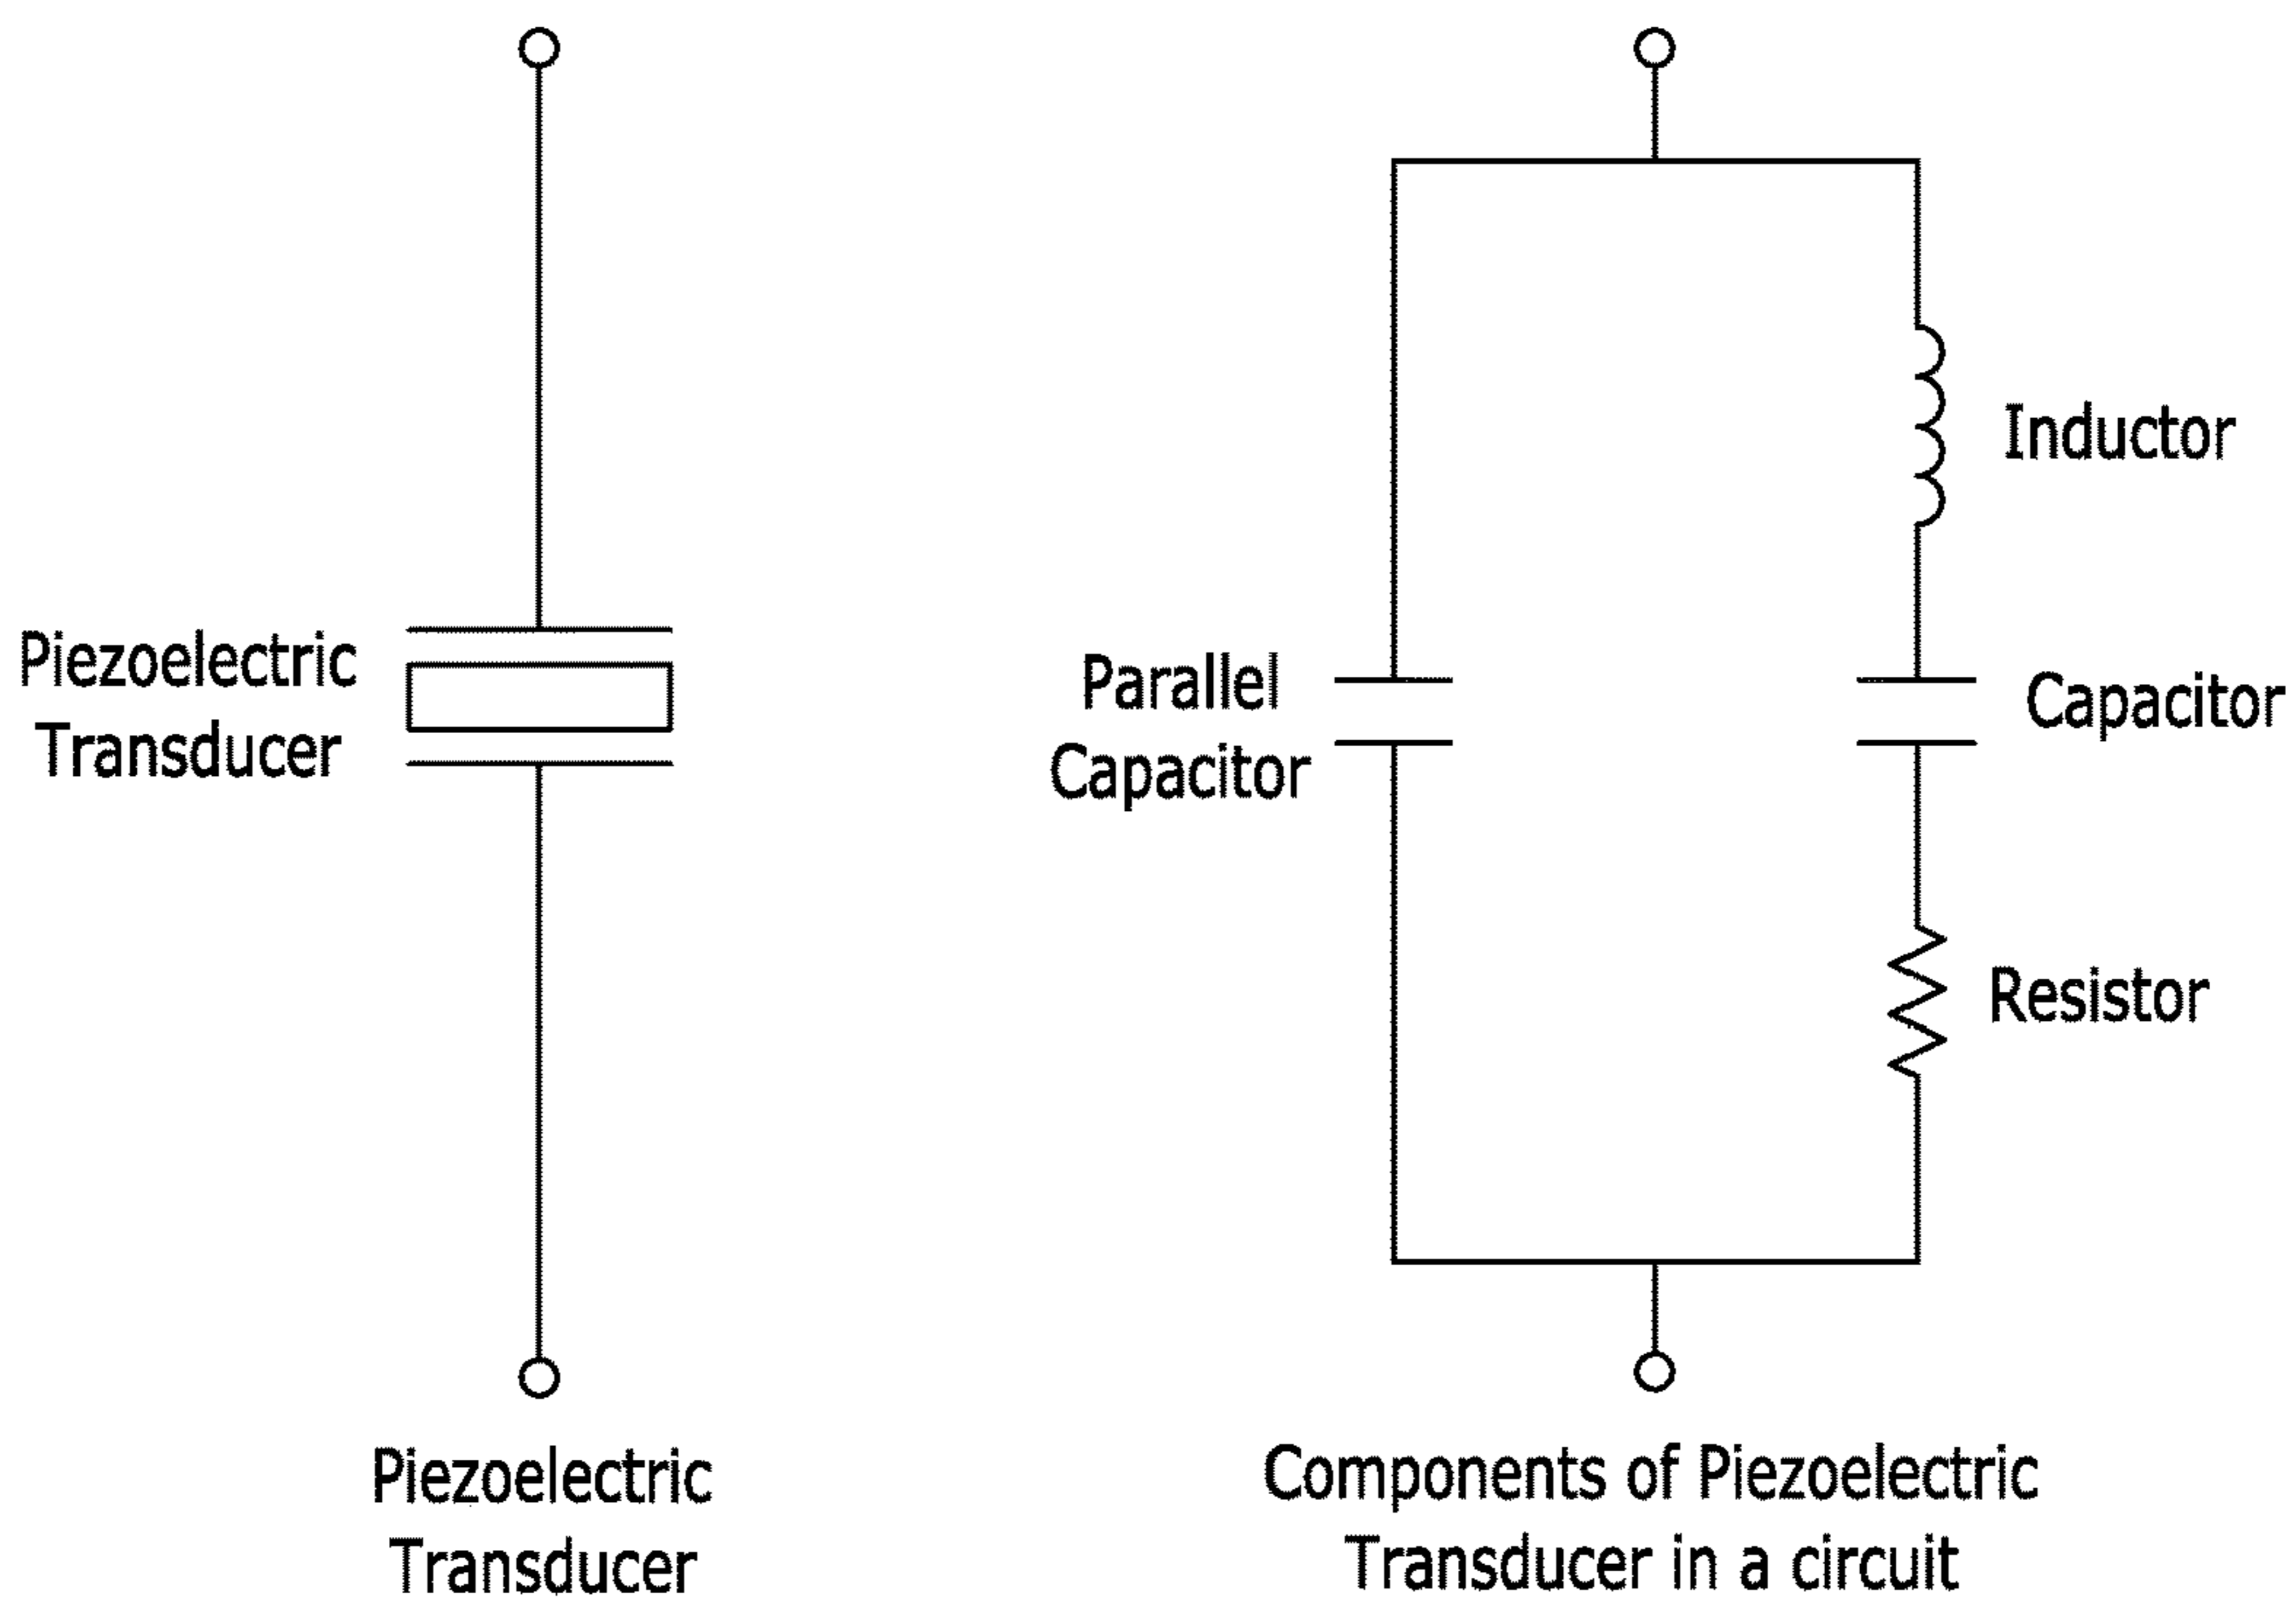 Piezoelectric
Transducer
Parallel
Capacitor
Inductor
Capacitor
Resistor
Piezoelectric
Transducer
Components of Piezoelectric
Transducer in a circuit